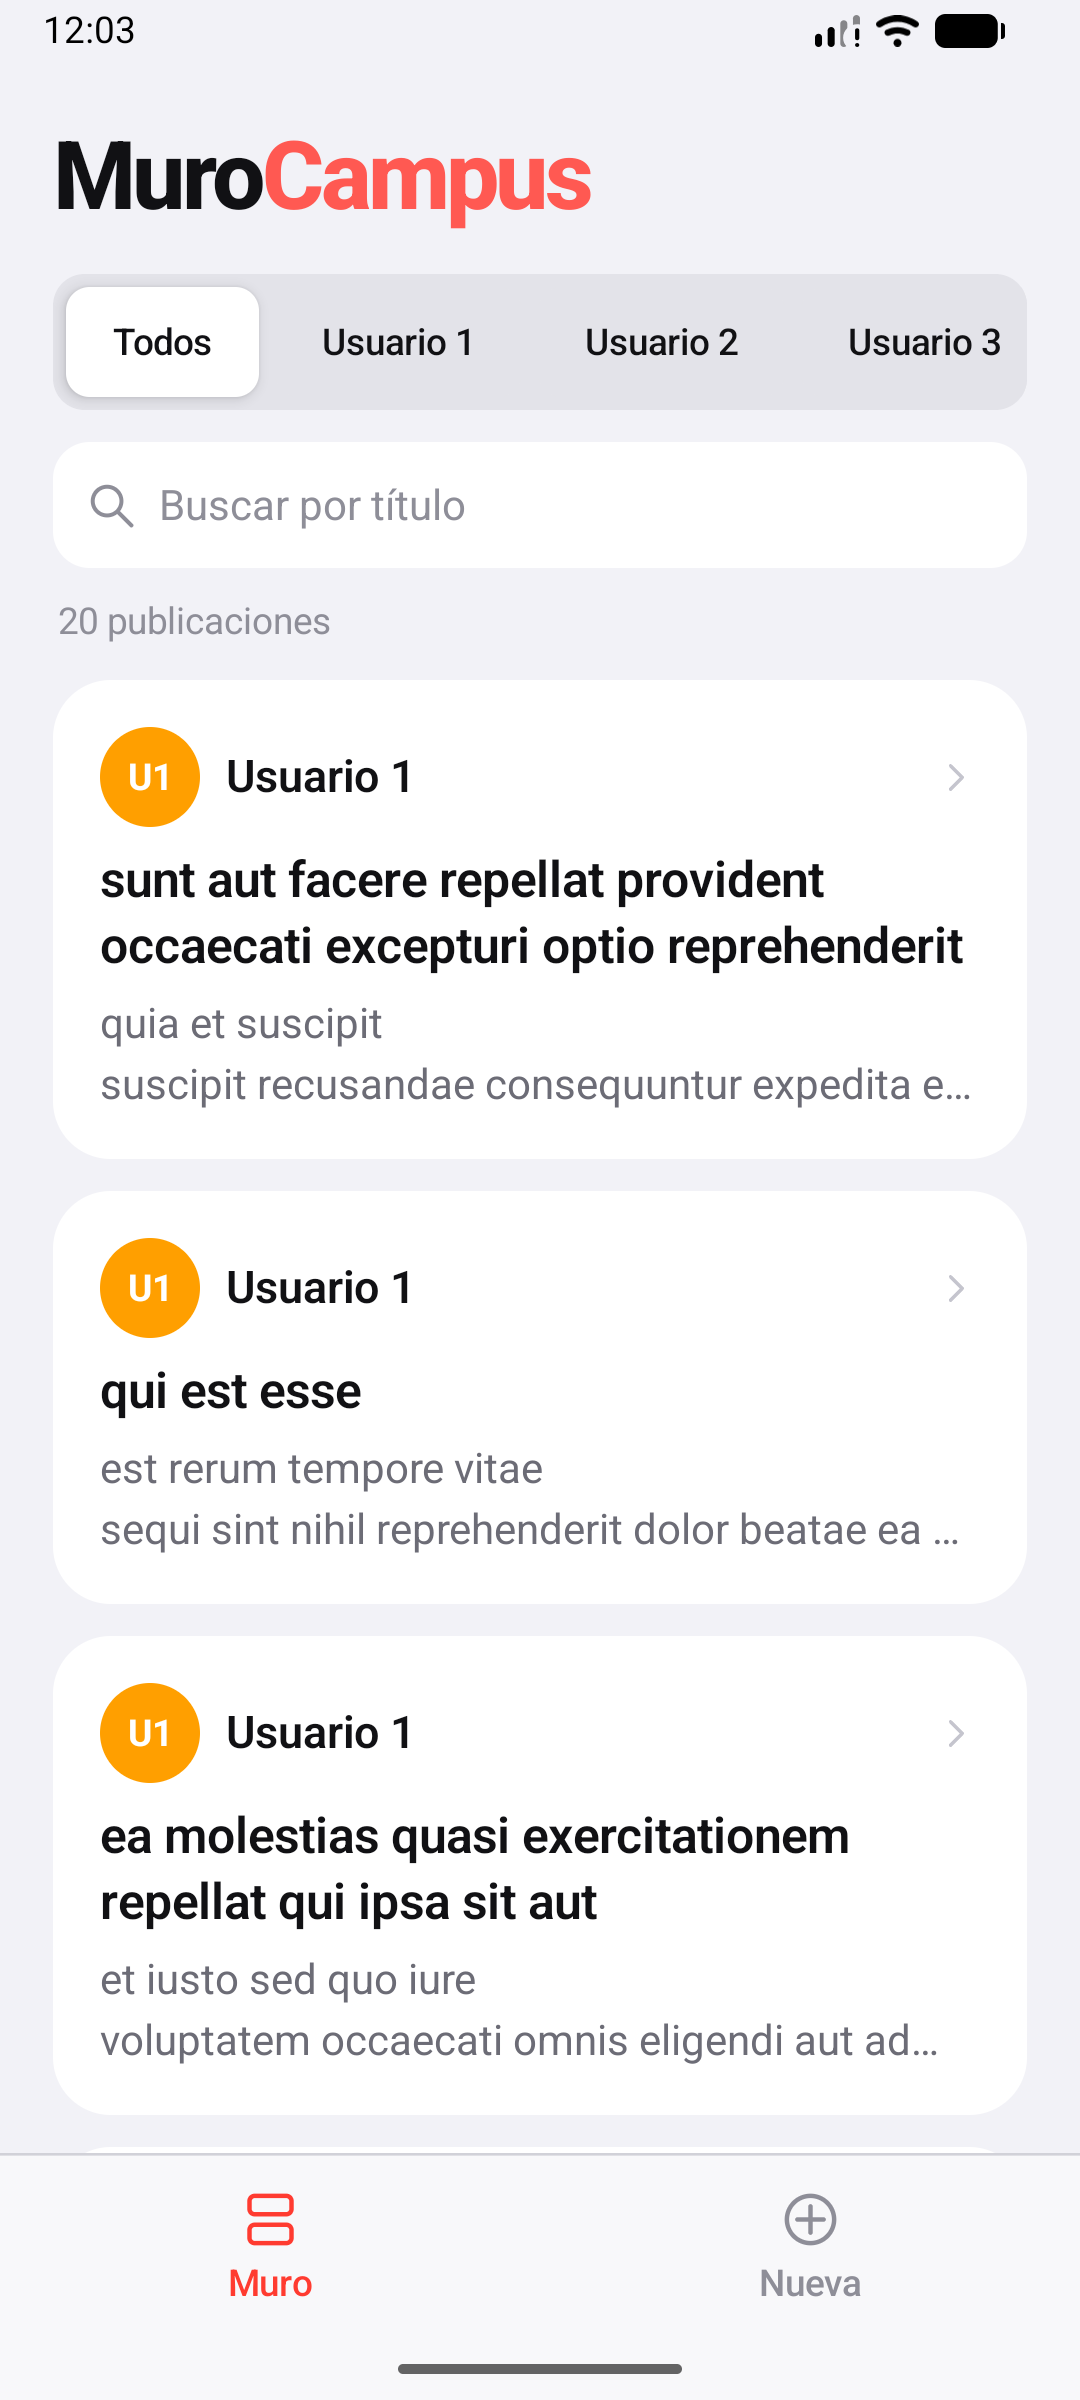 12:03
MuroCampus
Todos
Usuario 1
Usuario 2
Usuario 3
Buscar por título
20 publicaciones
U1
Usuario 1
sunt aut facere repellat provident
occaecati excepturi optio reprehenderit
quia et suscipit
suscipit recusandae consequuntur expedita e...
U1
Usuario 1
qui est esse
est rerum tempore vitae
sequi sint nihil reprehenderit dolor beatae ea ...
U1
Usuario 1
ea molestias quasi exercitationem
repellat qui ipsa sit aut
et iusto sed quo iure
voluptatem occaecati omnis eligendi aut ad...
Muro
Nueva